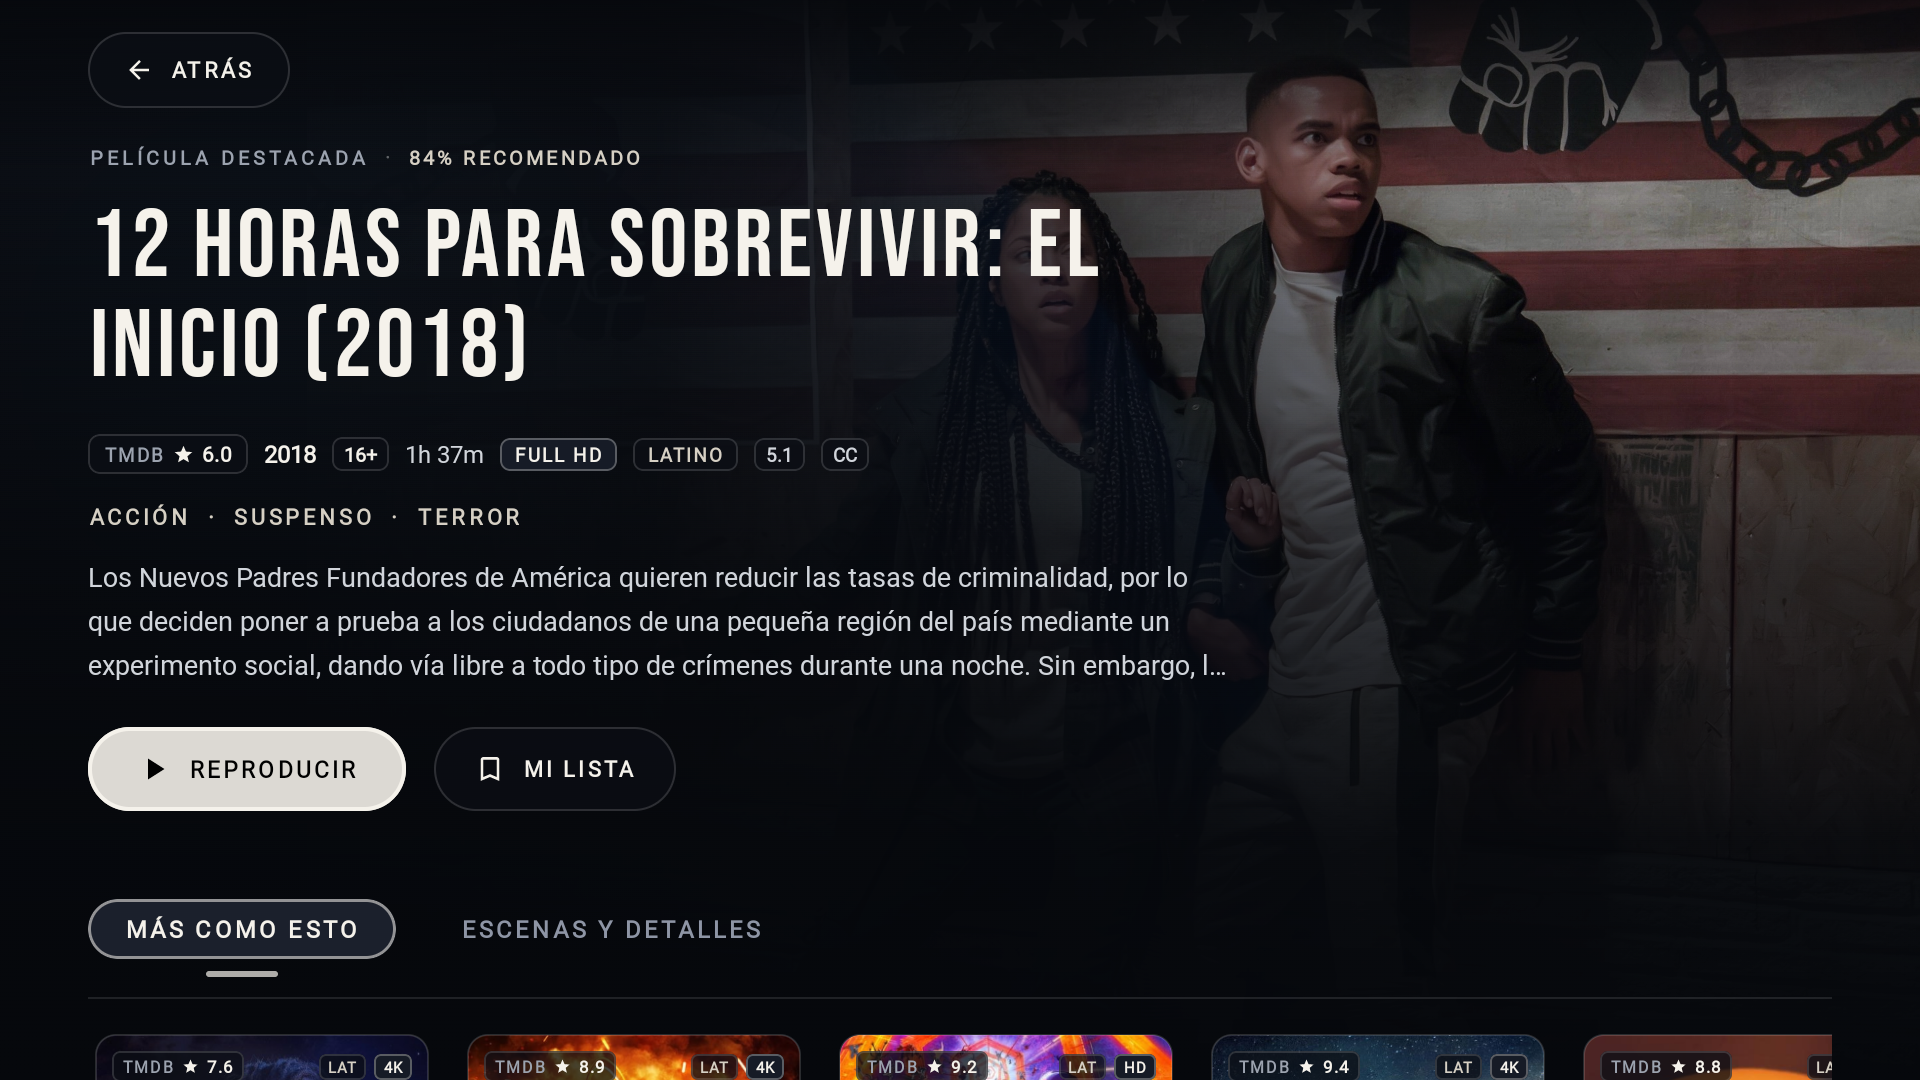 ATRÁS
PELÍCULA DESTACADA · 84% RECOMENDADO
12 HORAS PARA SOBREVIVIR: EL
INICIO (2018)
TMDB ★ 6.0 2018 16+ 1h 37m FULL HD LATINO 5.1 CC
ACCIÓN · SUSPENSO · TERROR
Los Nuevos Padres Fundadores de América quieren reducir las tasas de criminalidad, por lo
que deciden poner a prueba a los ciudadanos de una pequeña región del país mediante un
experimento social, dando vía libre a todo tipo de crímenes durante una noche. Sin embargo, l…
REPRODUCIR MI LISTA
MÁS COMO ESTO ESCENAS Y DETALLES
TMDB ★ 7.6 LAT 4K TMDB ★ 8.9 LAT 4K TMDB ★ 9.2 LAT HD TMDB ★ 9.4 LAT 4K TMDB ★ 8.8